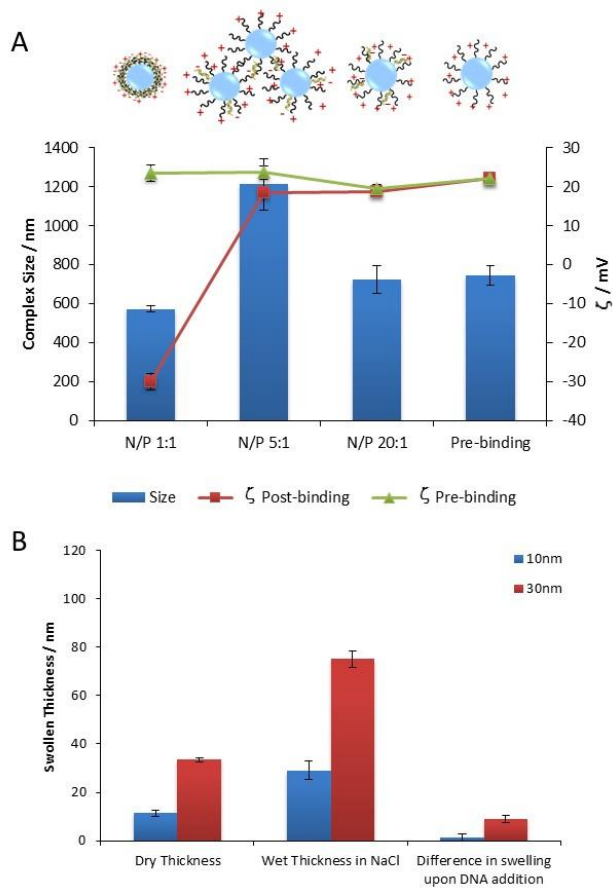 A
1400
1200
1000
800
600
400
200
0
Complex Size / nm
30
20
10
0
-10
-20
-30
-40
ζ / mV
N/P 1:1
N/P 5:1
N/P 20:1
Pre-binding
Size
ζ Post-binding
ζ Pre-binding
B
120
100
80
60
40
20
0
Swollen Thickness / nm
10nm
30nm
Dry Thickness
Wet Thickness in NaCl
Difference in swelling
upon DNA addition